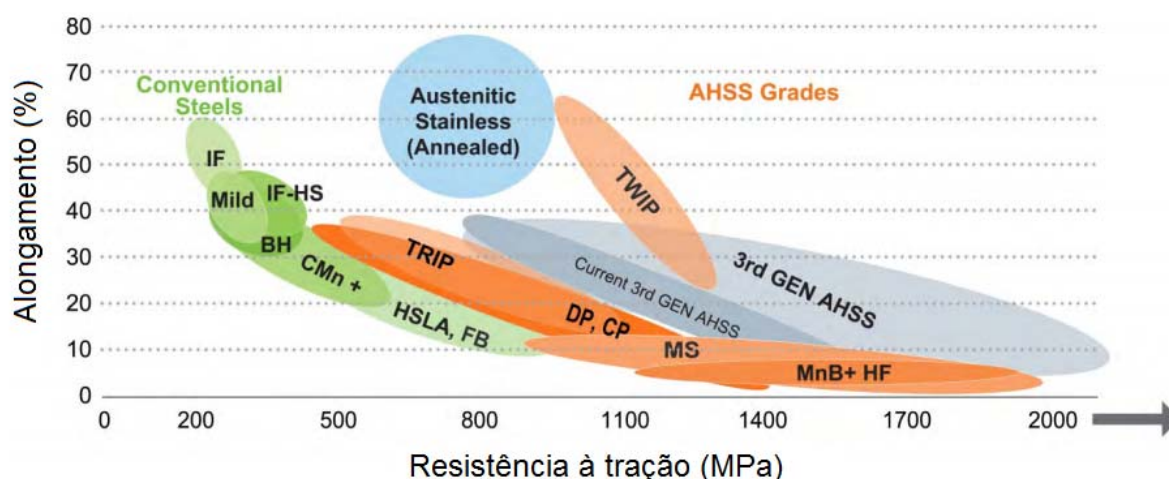 80
70
60
50
40
30
20
10
0
Alongamento (%)
Conventional
Steels
AHSS Grades
Austenitic
Stainless
(Annealed)
IF
Mild
IF-HS
BH
CMn +
HSLA, FB
TRIP
DP, CP
TWIP
Current 3rd GEN AHSS
3rd GEN AHSS
MS
MnB+ HF
0 200 500 800 1100 1400 1700 2000
Resistência à tração (MPa)